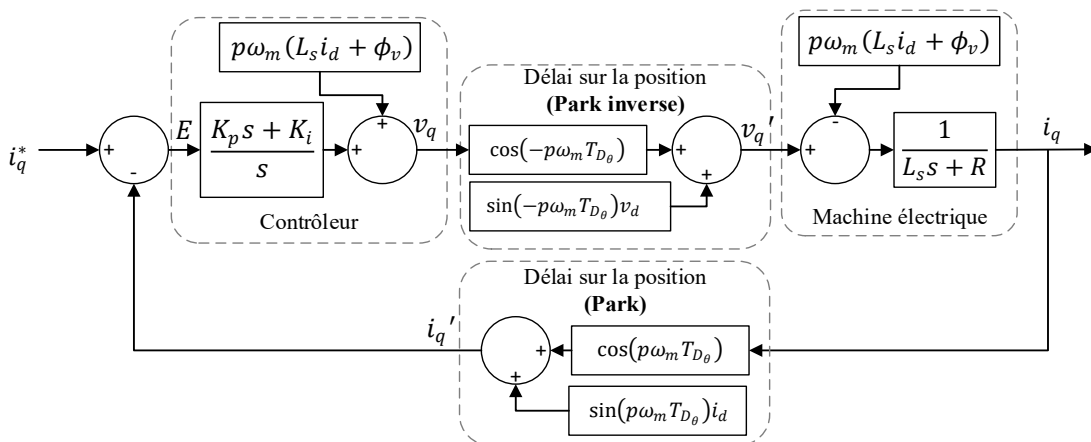 pω_m(L_s i_d + ϕ_v)
pω_m(L_s i_d + ϕ_v)
Délai sur la position
(Park inverse)
i_q^*
+
-
E
K_p s + K_i
s
+
+
v_q
cos(−pω_m T_{D_θ})
+
+
v_q′
+
-
1
L_s s + R
i_q
sin(−pω_m T_{D_θ})v_d
Contrôleur
Machine électrique
Délai sur la position
(Park)
i_q′
+
+
cos(pω_m T_{D_θ})
sin(pω_m T_{D_θ})i_d